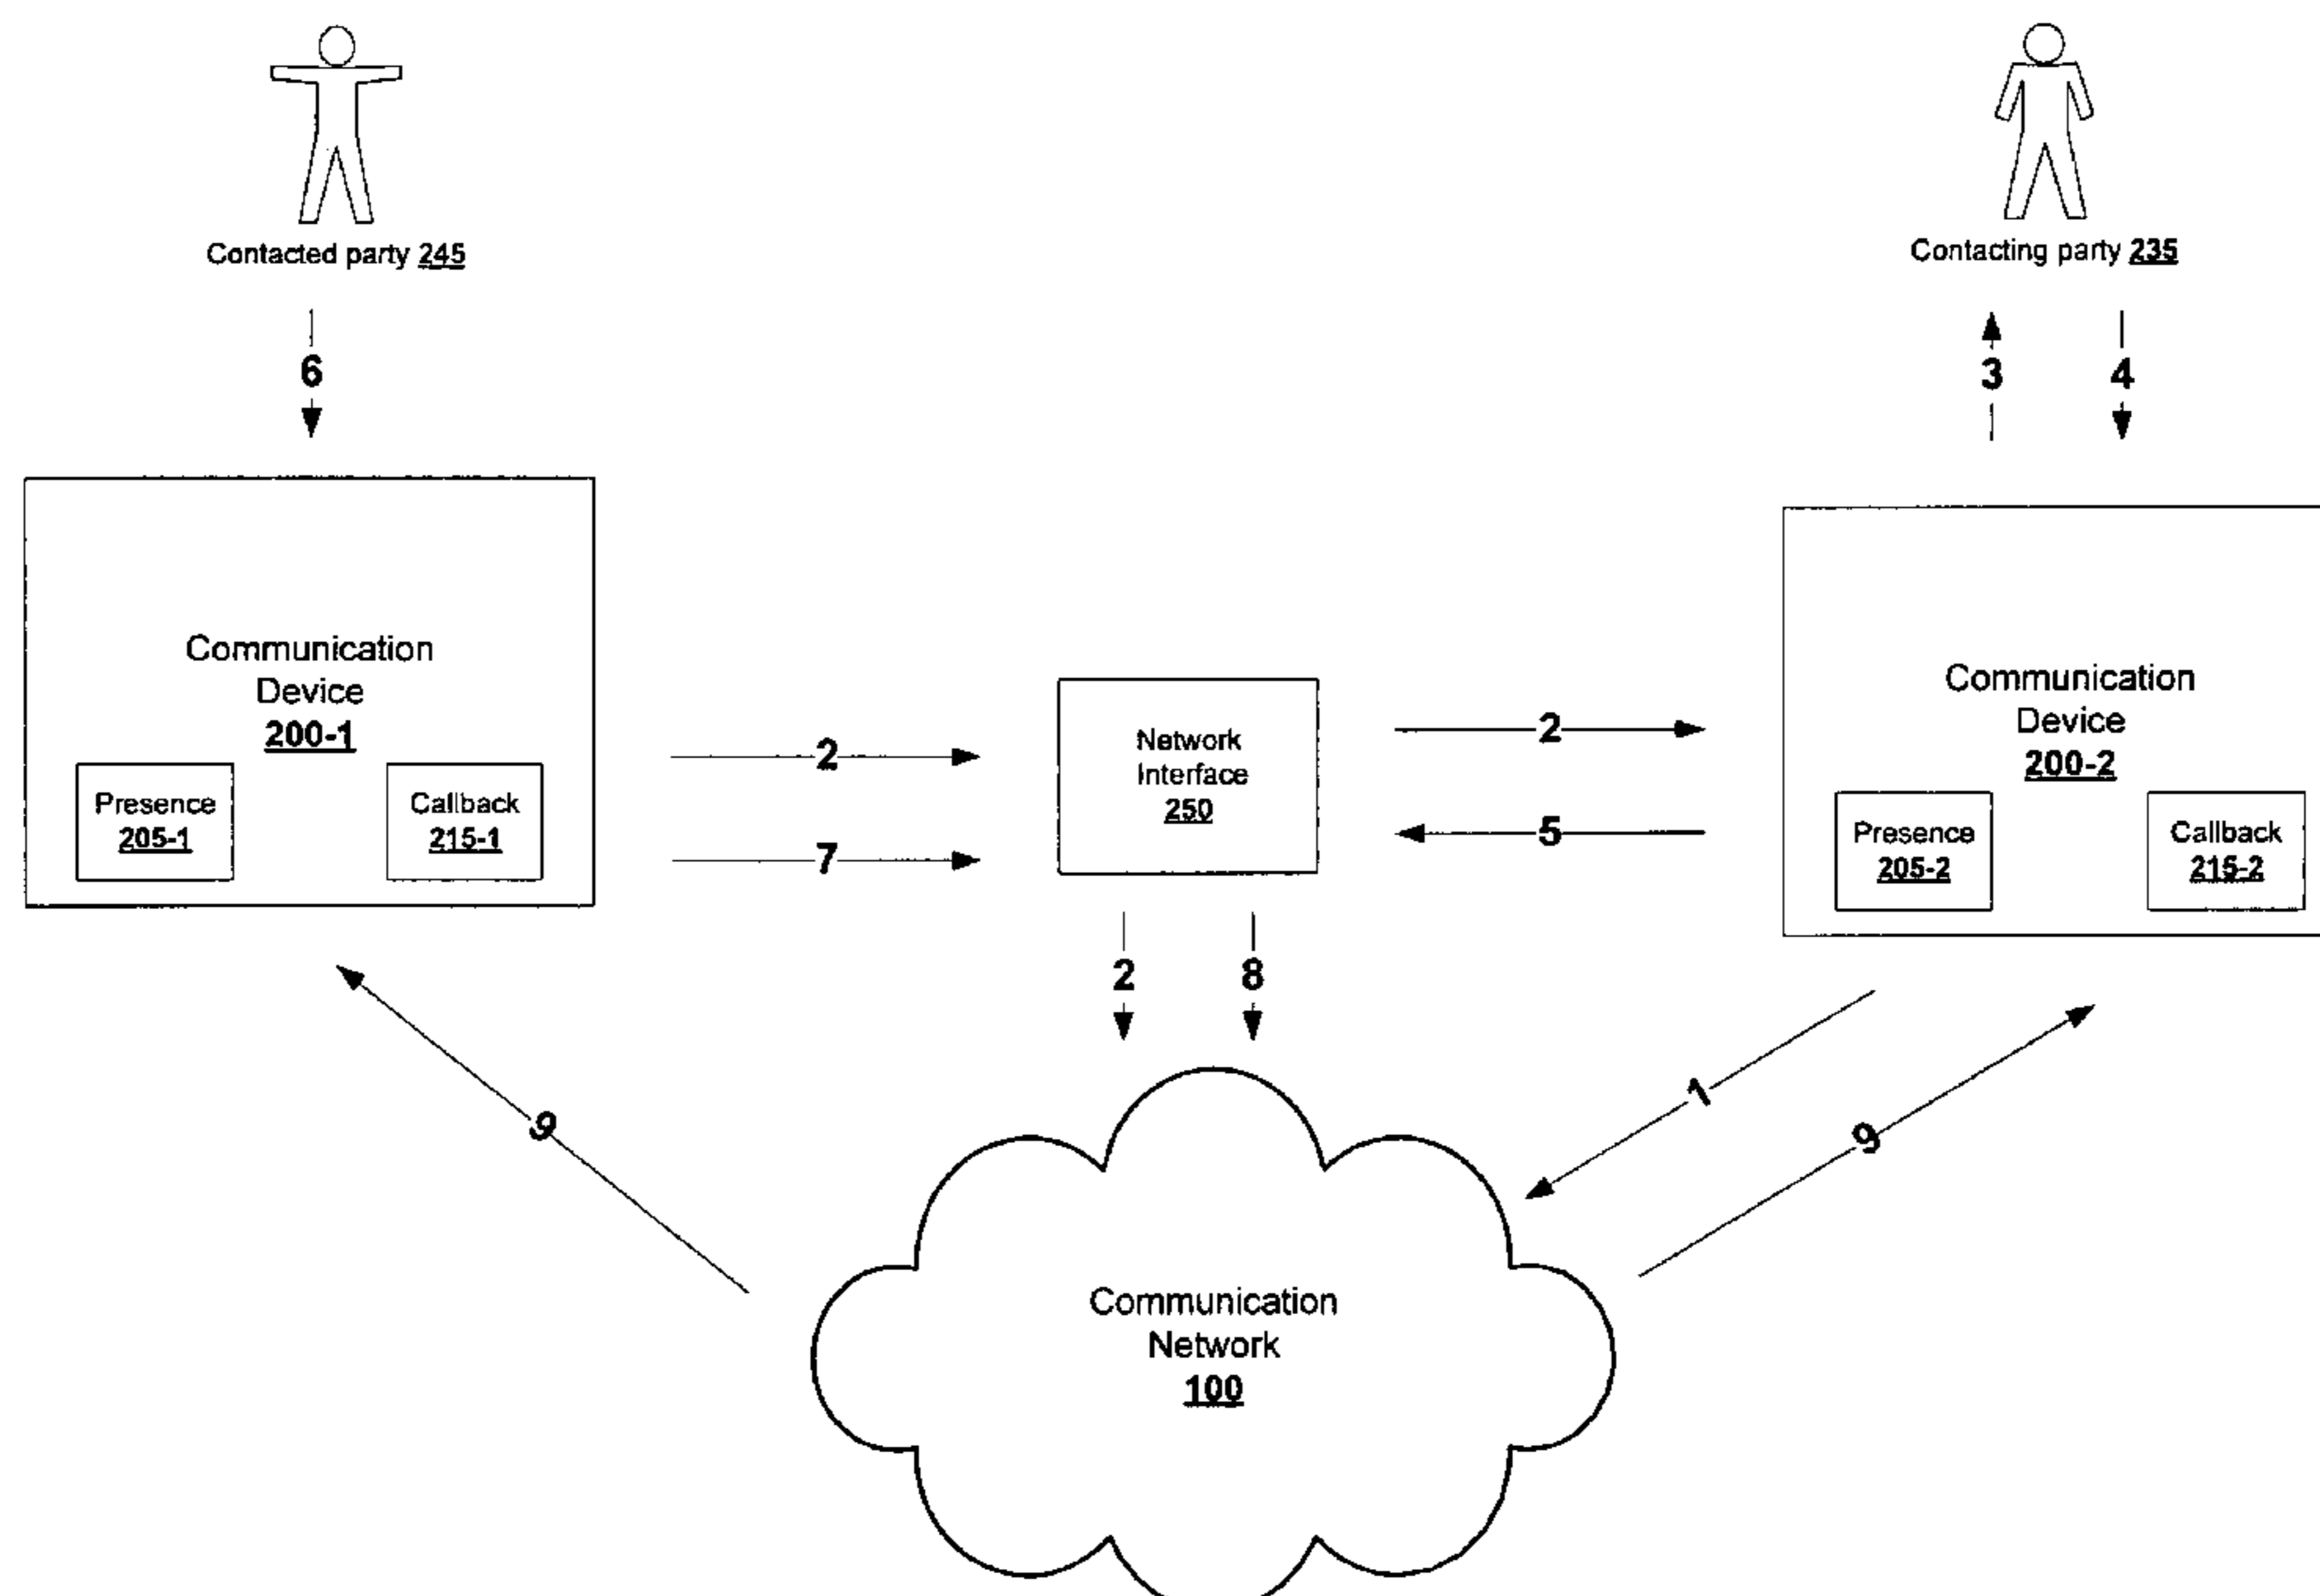 Contacted party 245
Contacting party 235
6
3
4
Communication
Device
200-1
Presence
205-1
Callback
215-1
2
7
Network
Interface
250
2
5
Communication
Device
200-2
Presence
205-2
Callback
215-2
2
8
1
9
9
Communication
Network
100